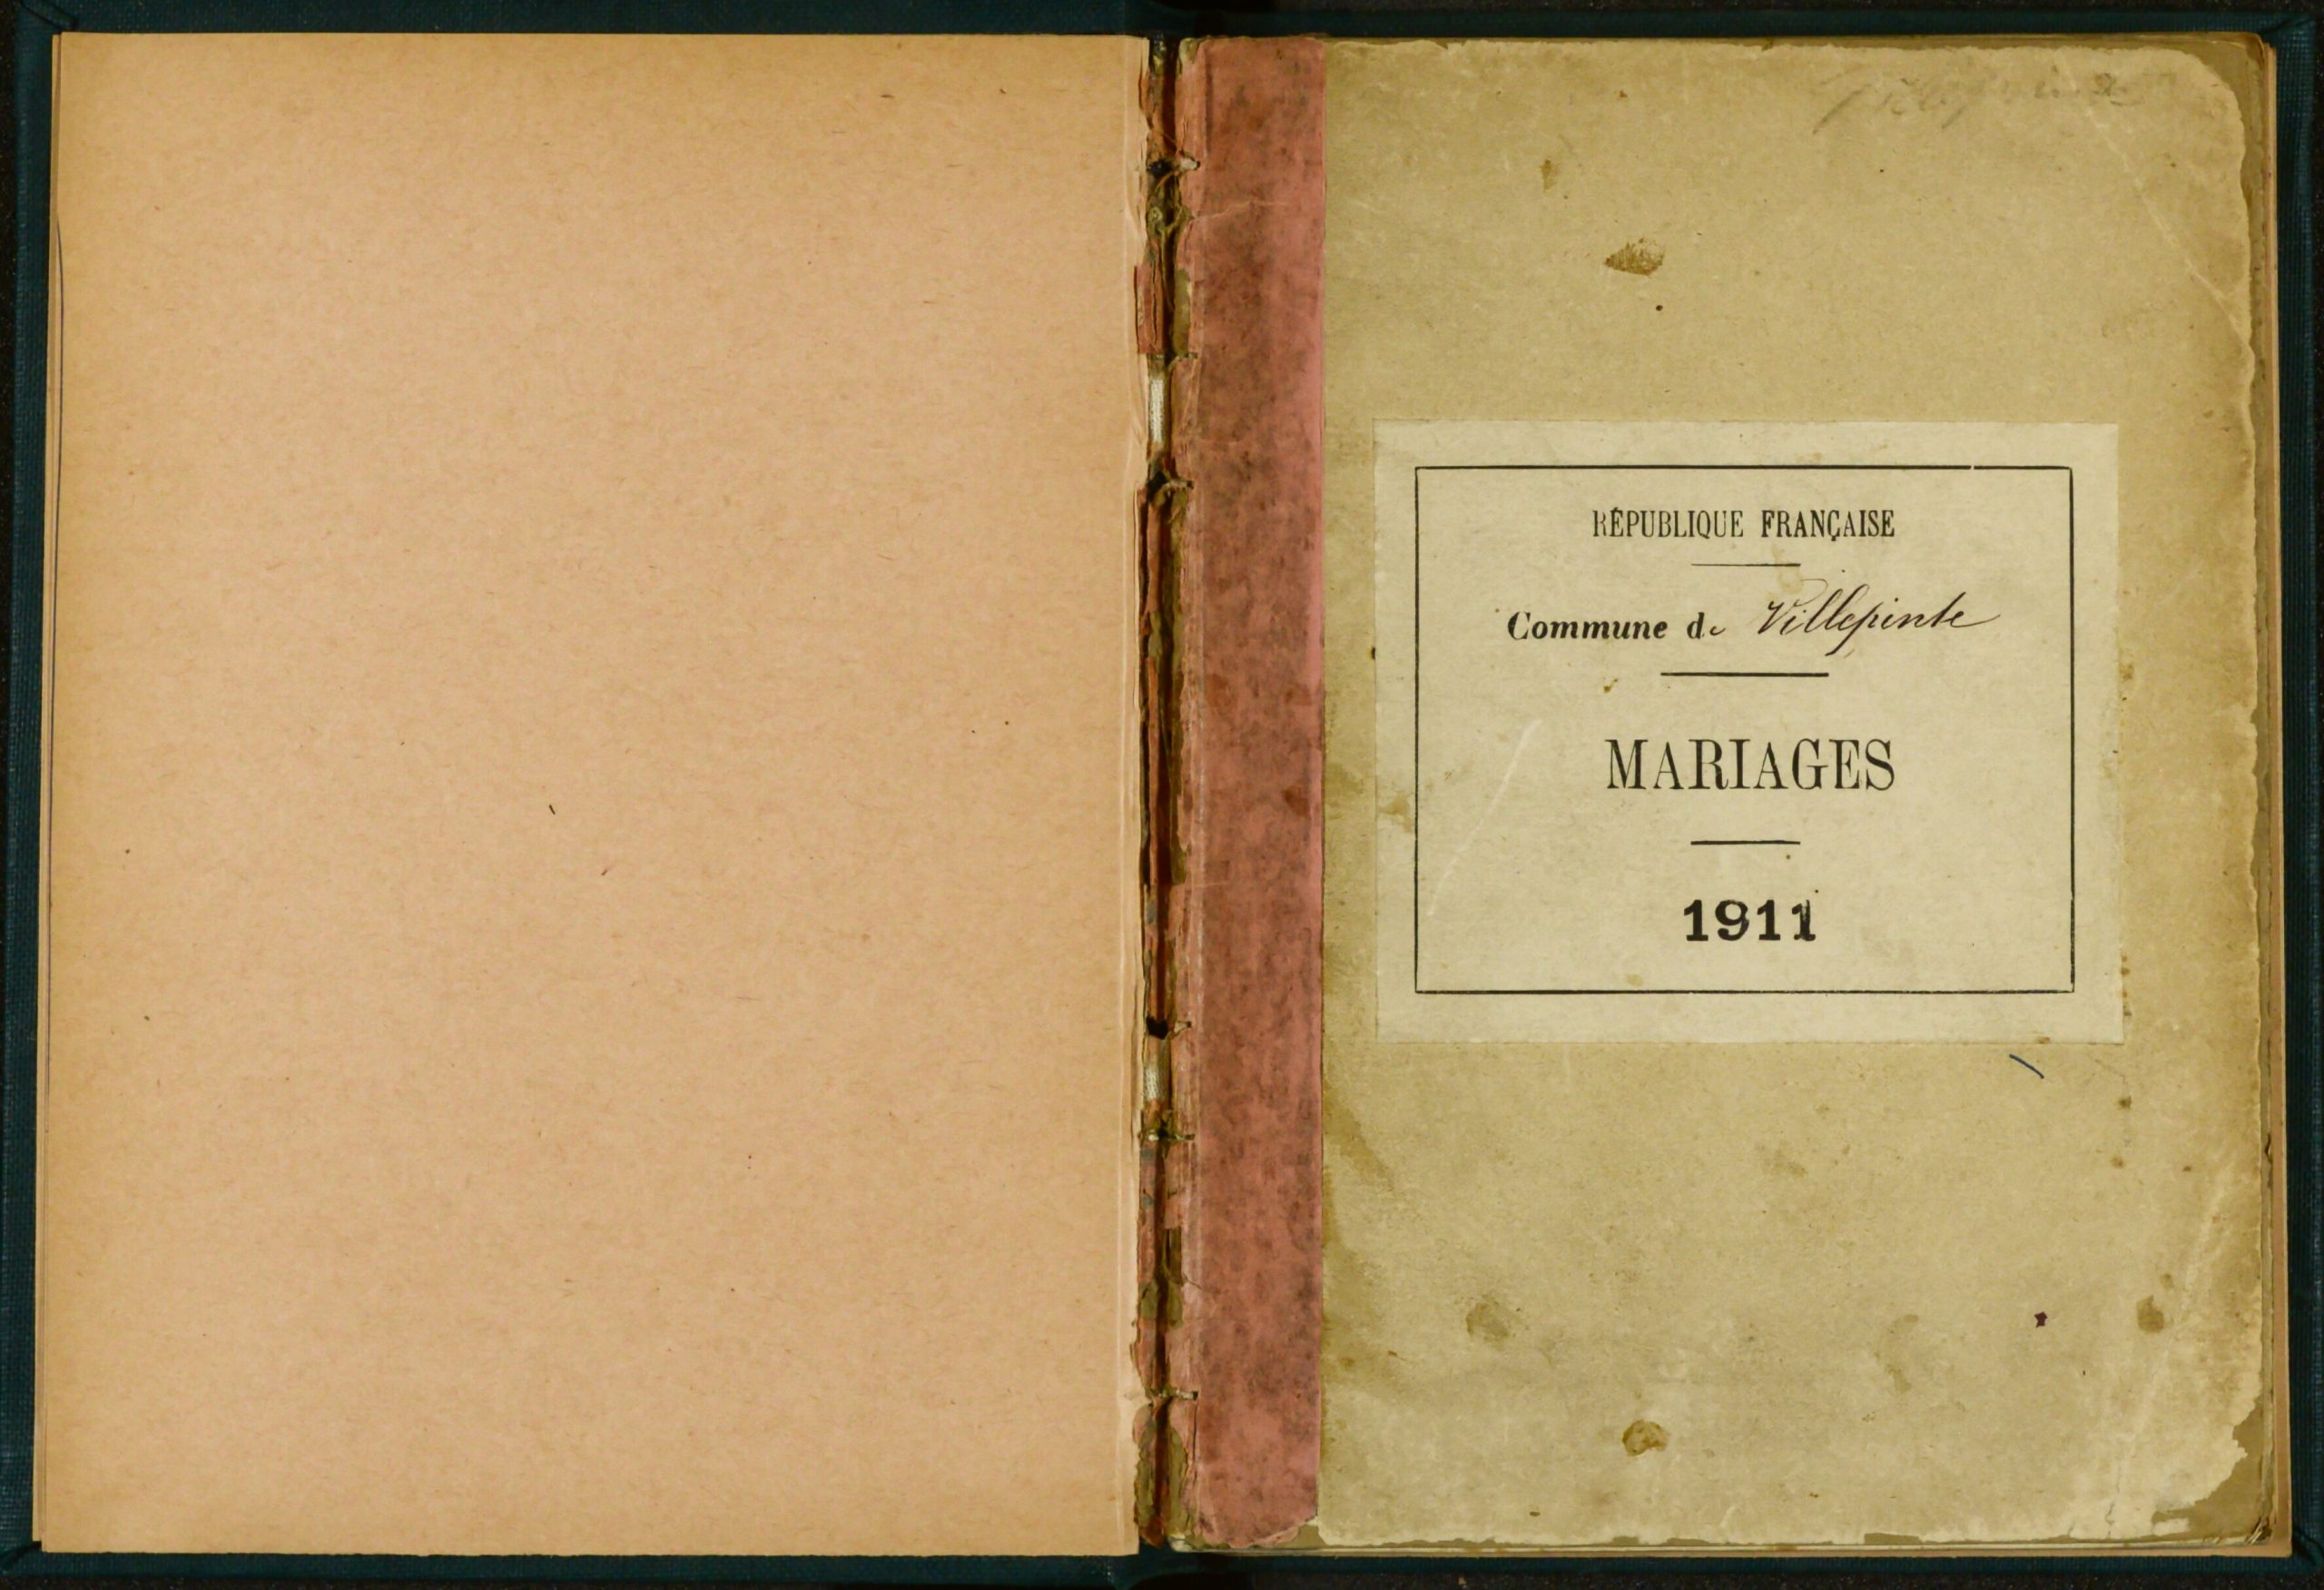 RÉPUBLIQUE FRANÇAISE
Commune de Villepinte
MARIAGES
1911